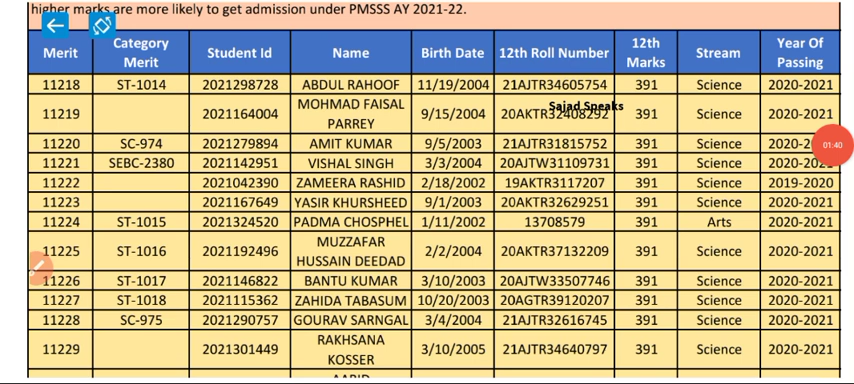 higher marks are more likely to get admission under PMSSS AY 2021-22.
Merit Category Merit Student Id Name Birth Date 12th Roll Number 12th Marks Stream Year Of Passing
11218 ST-1014 2021298728 ABDUL RAHOOF 11/19/2004 21AJTR34605754 391 Science 2020-2021
Sajad Speaks
11219 2021164004 MOHMAD FAISAL PARREY 9/15/2004 20AKTR32408292 391 Science 2020-2021
11220 SC-974 2021279894 AMIT KUMAR 9/5/2003 21AJTR31815752 391 Science
01:40
11221 SEBC-2380 2021142951 VISHAL SINGH 3/3/2004 20AJTW31109731 391 Science 2020-2021
11222 2021042390 ZAMEERA RASHID 2/18/2002 19AKTR3117207 391 Science 2019-2020
11223 2021167649 YASIR KHURSHEED 9/1/2003 20AKTR32629251 391 Science 2020-2021
11224 ST-1015 2021324520 PADMA CHOSPHEL 1/11/2002 13708579 391 Arts 2020-2021
11225 ST-1016 2021192496 MUZZAFAR HUSSAIN DEEDAD 2/2/2004 20AKTR37132209 391 Science 2020-2021
11226 ST-1017 2021146822 BANTU KUMAR 3/10/2003 20AJTW33507746 391 Science 2020-2021
11227 ST-1018 2021115362 ZAHIDA TABASUM 10/20/2003 20AGTR39120207 391 Science 2020-2021
11228 SC-975 2021290757 GOURAV SARNGAL 3/4/2004 21AJTR32616745 391 Science 2020-2021
11229 2021301449 RAKHSANA KOSSER 3/10/2005 21AJTR34640797 391 Science 2020-2021